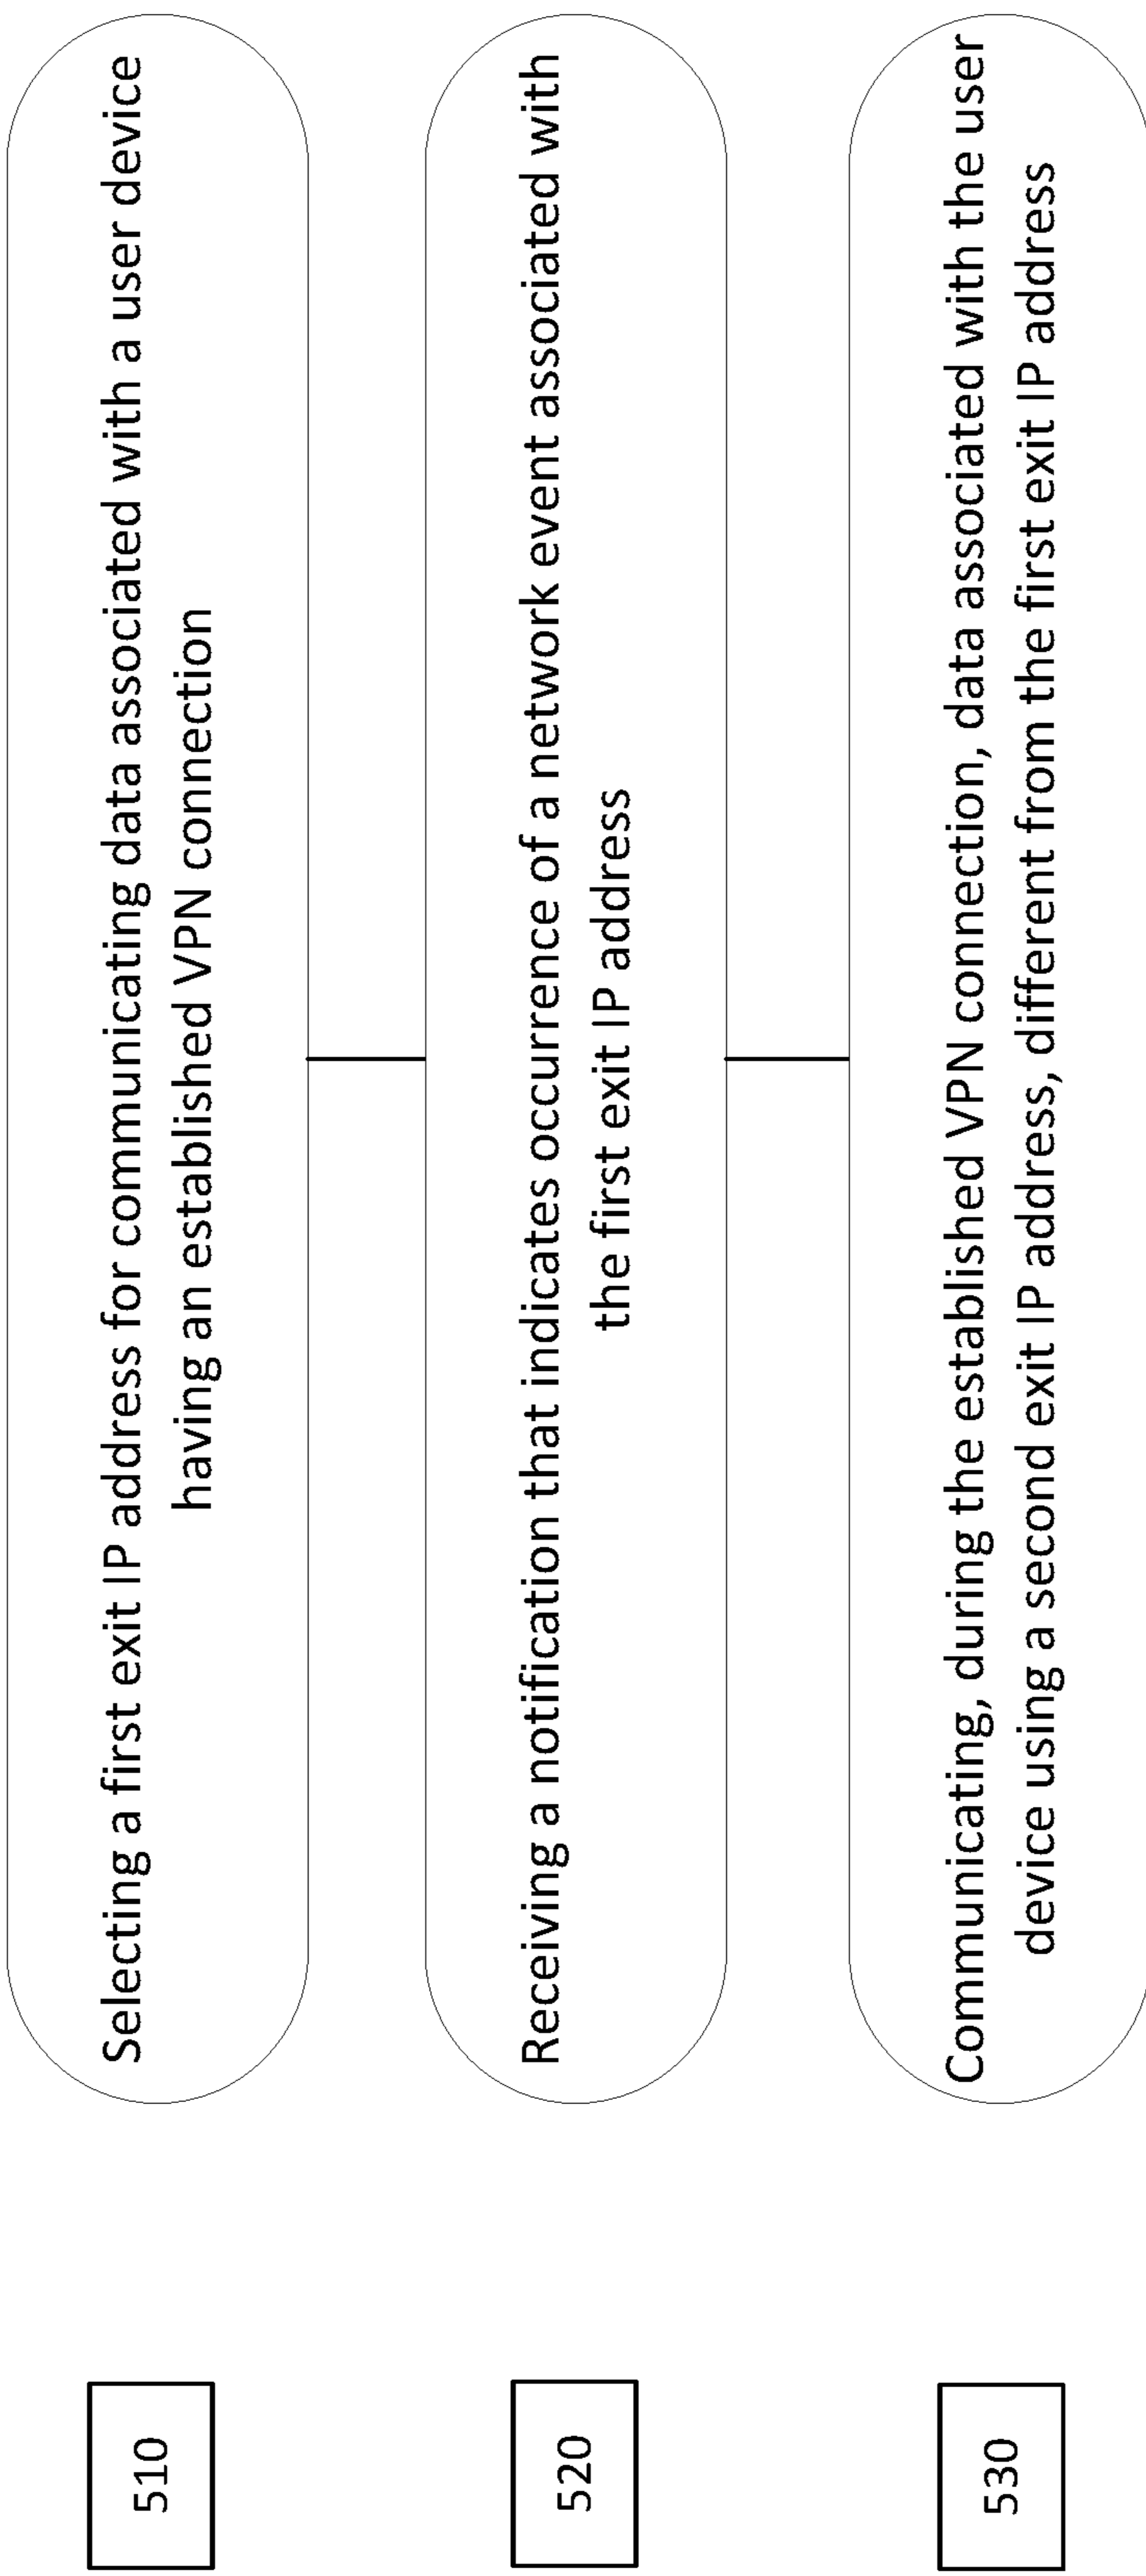 510
Selecting a first exit IP address for communicating data associated with a user device
having an established VPN connection
520
Receiving a notification that indicates occurrence of a network event associated with
the first exit IP address
530
Communicating, during the established VPN connection, data associated with the user
device using a second exit IP address, different from the first exit IP address